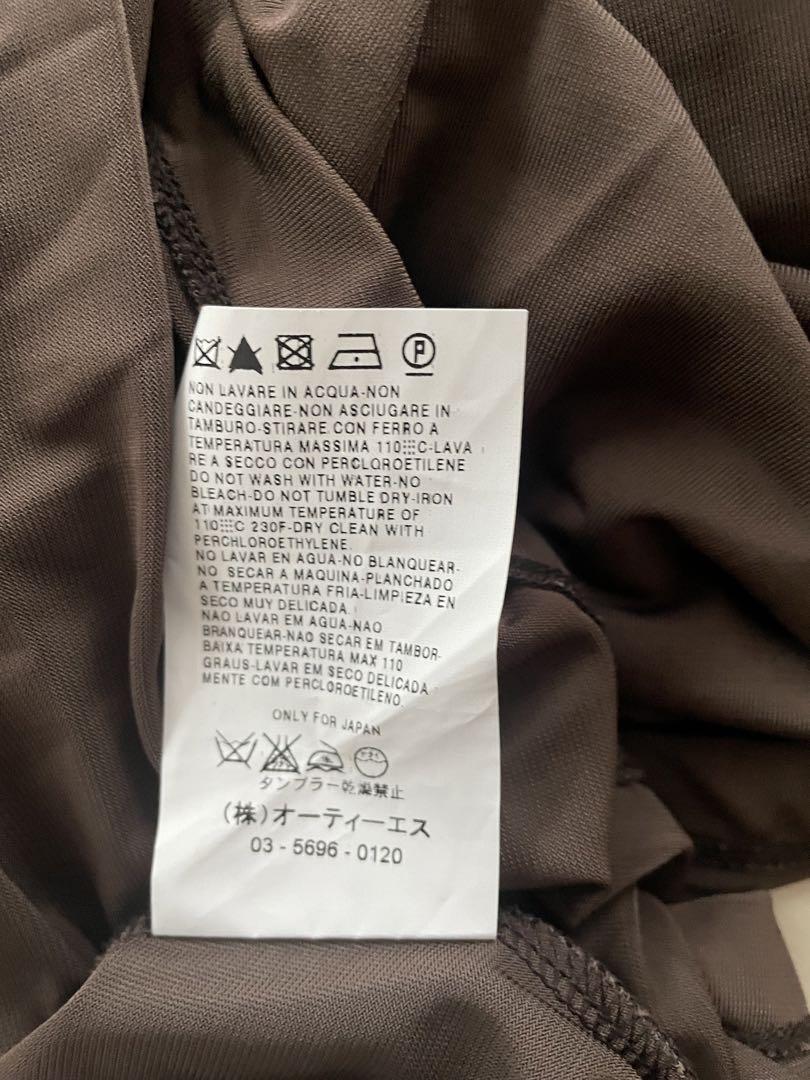 P
NON LAVARE IN ACQUA-NON
CANDEGGIARE-NON ASCIUGARE IN
TAMBURO-STIRARE CON FERRO A
TEMPERATURA MASSIMA 110 C-LAVA
RE A SECCO CON PERCLOROETILENE
DO NOT WASH WITH WATER-NO
BLEACH-DO NOT TUMBLE DRY-IRON
AT MAXIMUM TEMPERATURE OF
110 C 230F-DRY CLEAN WITH
PERCHLOROETHYLENE.
NO LAVAR EN AGUA-NO BLANQUEAR-
NO SECAR A MAQUINA-PLANCHADO
A TEMPERATURA FRIA-LIMPIEZA EN
SECO MUY DELICADA.
NAO LAVAR EM AGUA-NAO
BRANQUEAR-NAO SECAR EM TAMBOR-
BAIXA TEMPERATURA MAX 110
GRAUS-LAVAR EM SECO DELICADA
MENTE COM PERCLOROETILENO.
ONLY FOR JAPAN
ドライ
タンブラー乾燥禁止
(株)オーティーエス
03-5696-0120